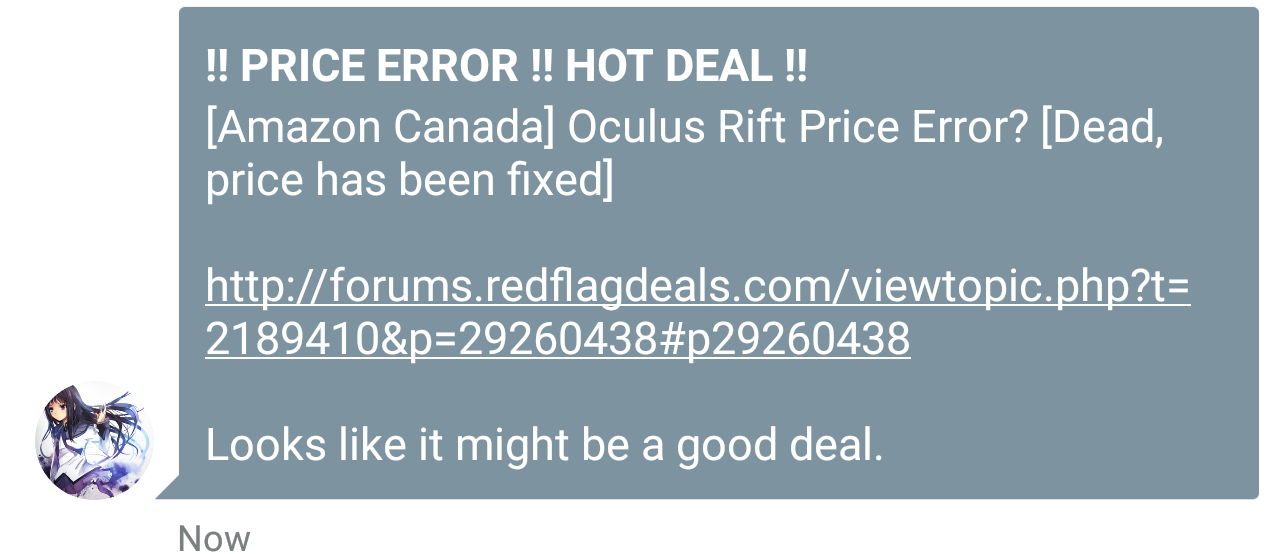 !! PRICE ERROR !! HOT DEAL !!
[Amazon Canada] Oculus Rift Price Error? [Dead,
price has been fixed]
http://forums.redflagdeals.com/viewtopic.php?t=
2189410&p=29260438#p29260438
Looks like it might be a good deal.
Now